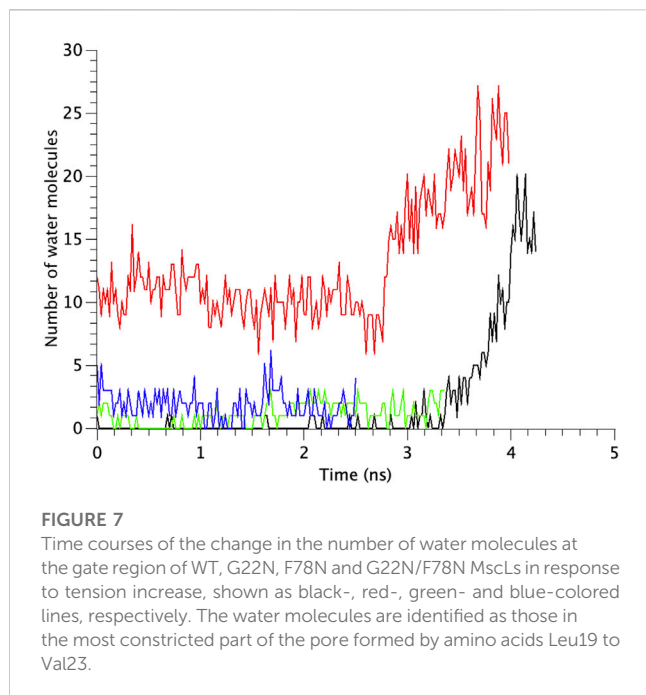 30
25
20
15
10
5
0
Number of water molecules
0
1
2
3
4
5
Time (ns)
FIGURE 7
Time courses of the change in the number of water molecules at
the gate region of WT, G22N, F78N and G22N/F78N MscLs in response
to tension increase, shown as black-, red-, green- and blue-colored
lines, respectively. The water molecules are identified as those in
the most constricted part of the pore formed by amino acids Leu19 to
Val23.